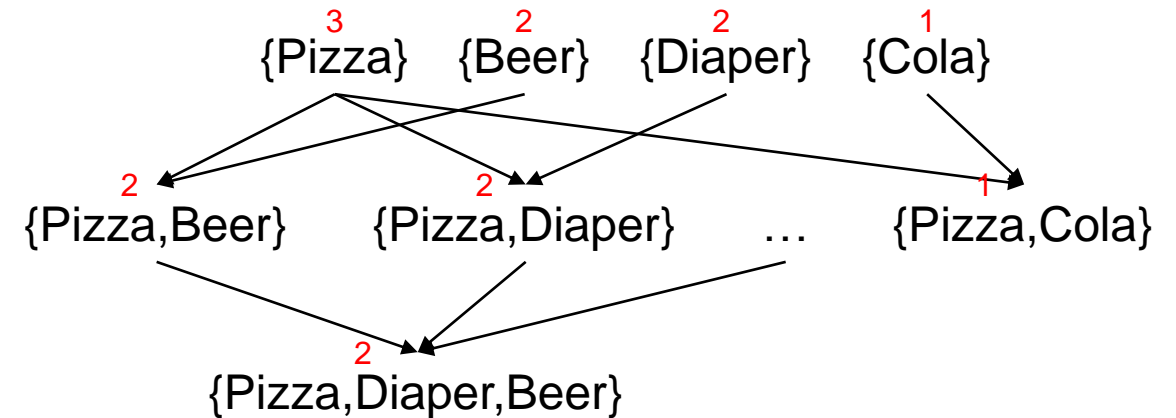 3 2 2 1
{Pizza} {Beer} {Diaper} {Cola}
2 2 1
{Pizza,Beer} {Pizza,Diaper} … {Pizza,Cola}
2
{Pizza,Diaper,Beer}